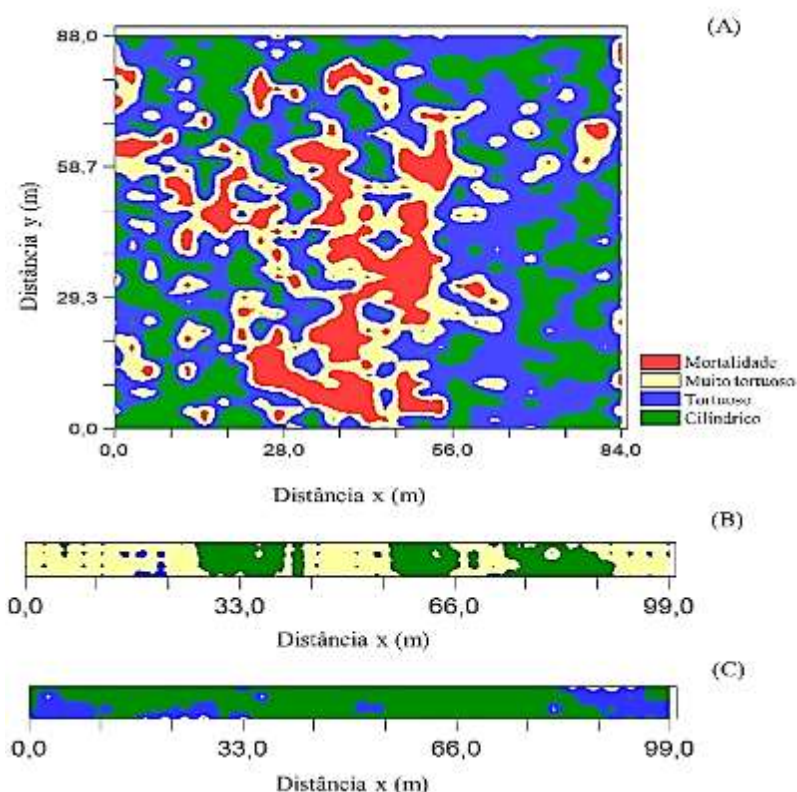 (A)
88,0
58,7
29,3
0,0
Distância y (m)
0,0 28,0 56,0 84,0
Distância x (m)
Mortalidade
Muito tortuoso
Tortuoso
Cilíndrico
(B)
0,0 33,0 66,0 99,0
Distância x (m)
(C)
0,0 33,0 66,0 99,0
Distância x (m)